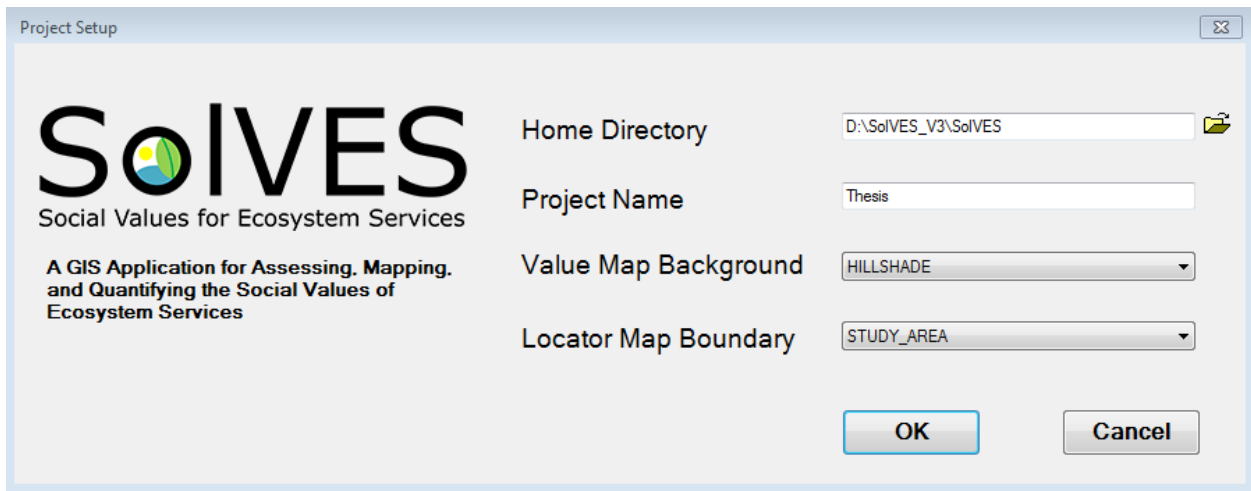 Project Setup
SolVES
Social Values for Ecosystem Services
A GIS Application for Assessing, Mapping,
and Quantifying the Social Values of
Ecosystem Services
Home Directory
D:\SolVES_V3\SolVES
Project Name
Thesis
Value Map Background
HILLSHADE
Locator Map Boundary
STUDY_AREA
OK
Cancel